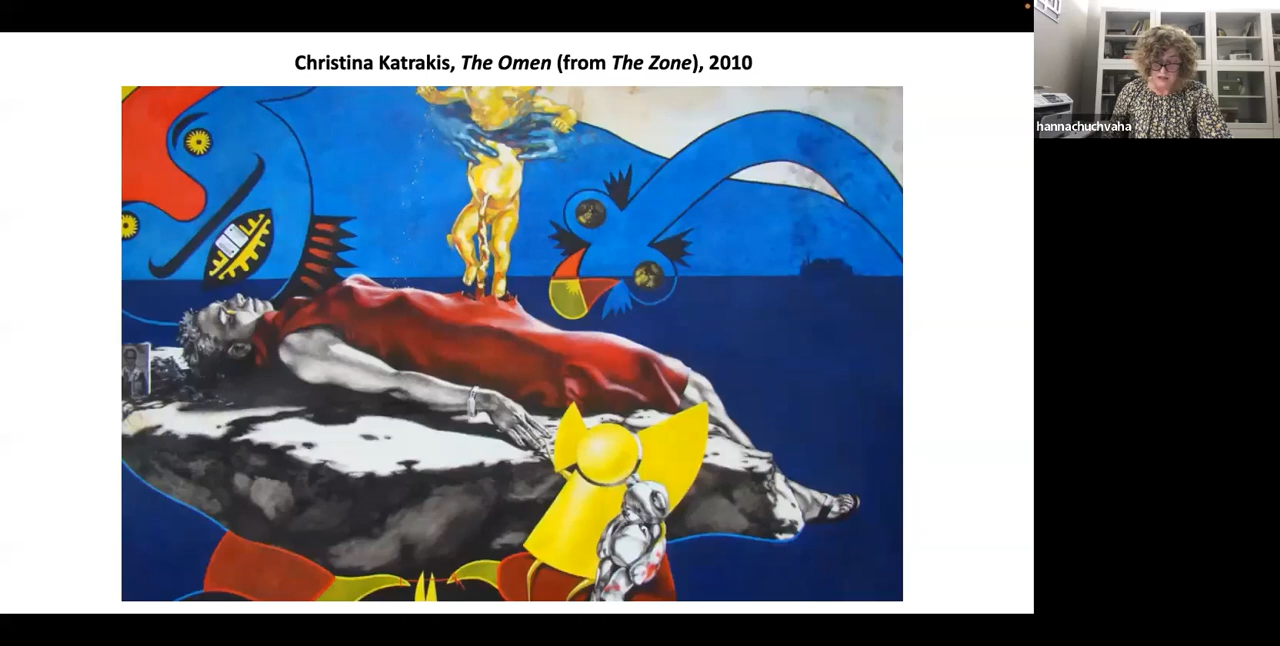 Christina Katrakis, The Omen (from The Zone), 2010
hannachuchvaha